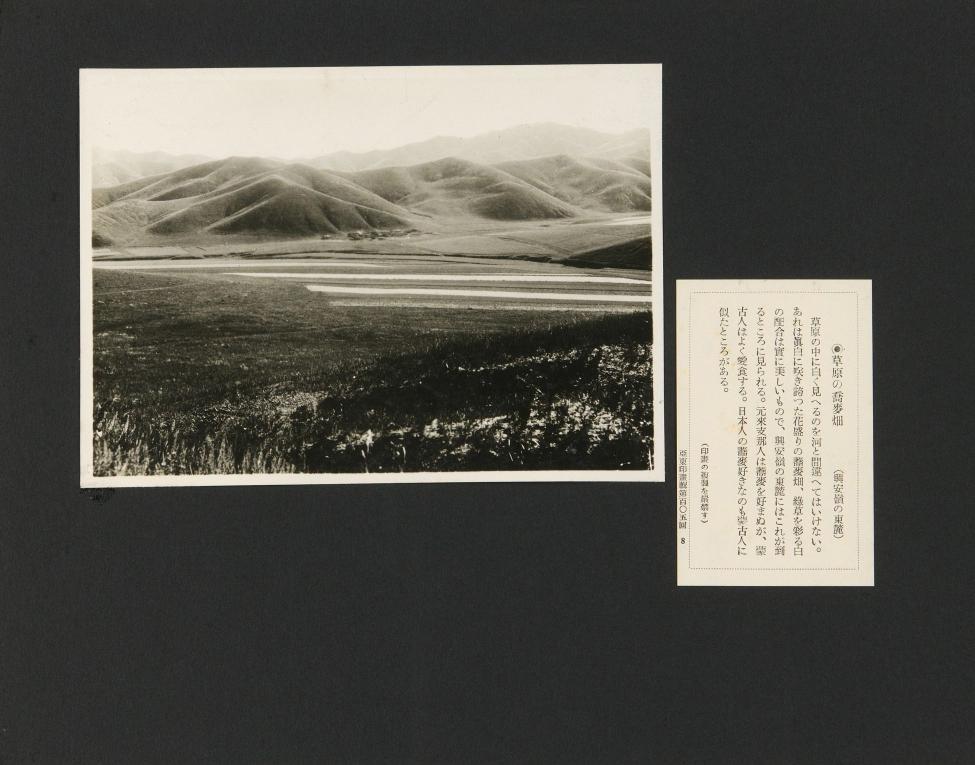 ◉草原の蕎麥畑 (興安嶺の東麓)
草原の中に白く見へるのを河と間違へてはいけない。
あれは眞白に咲き誇つた花盛りの蕎麥畑、綠草を彩る白
の配合は實に美しいもので、興安嶺の東麓にはこれが到
るところに見られる。元來支那人は蕎麥を好まぬが、蒙
古人はよく愛食する。日本人の蕎麥好きなのも蒙古人に
似たところがある。
(印畫の複製を嚴禁す)
亞東印畫輯第百〇五回 8